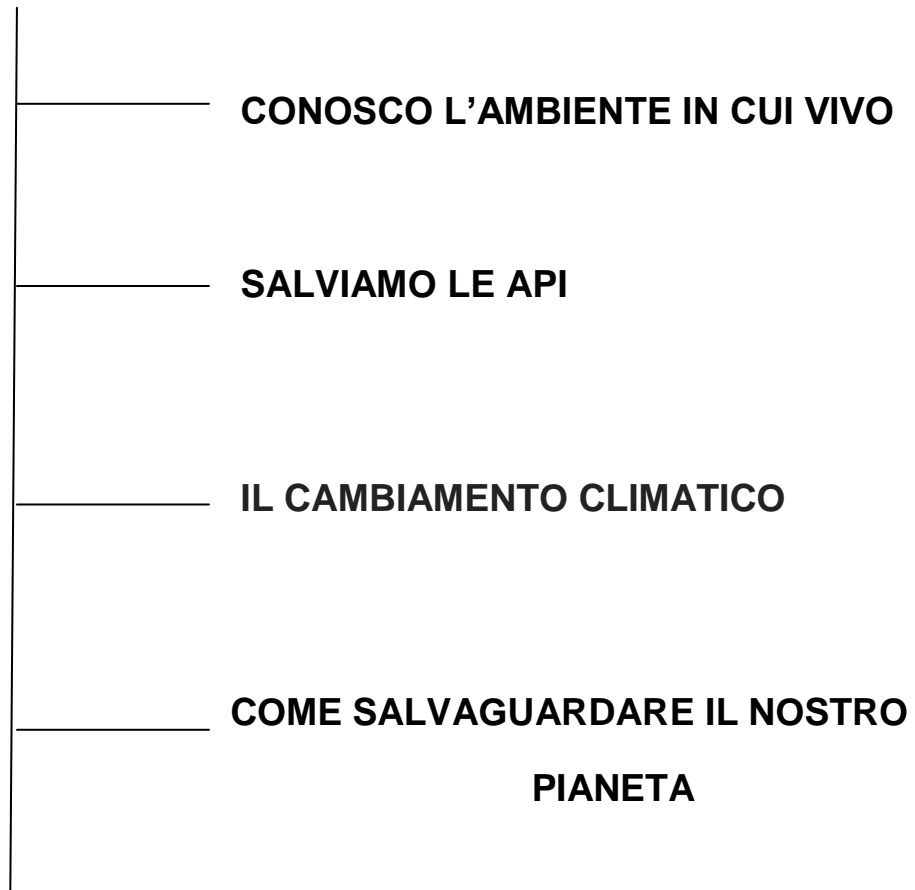 CONOSCO L’AMBIENTE IN CUI VIVO
SALVIAMO LE API
IL CAMBIAMENTO CLIMATICO
COME SALVAGUARDARE IL NOSTRO
PIANETA